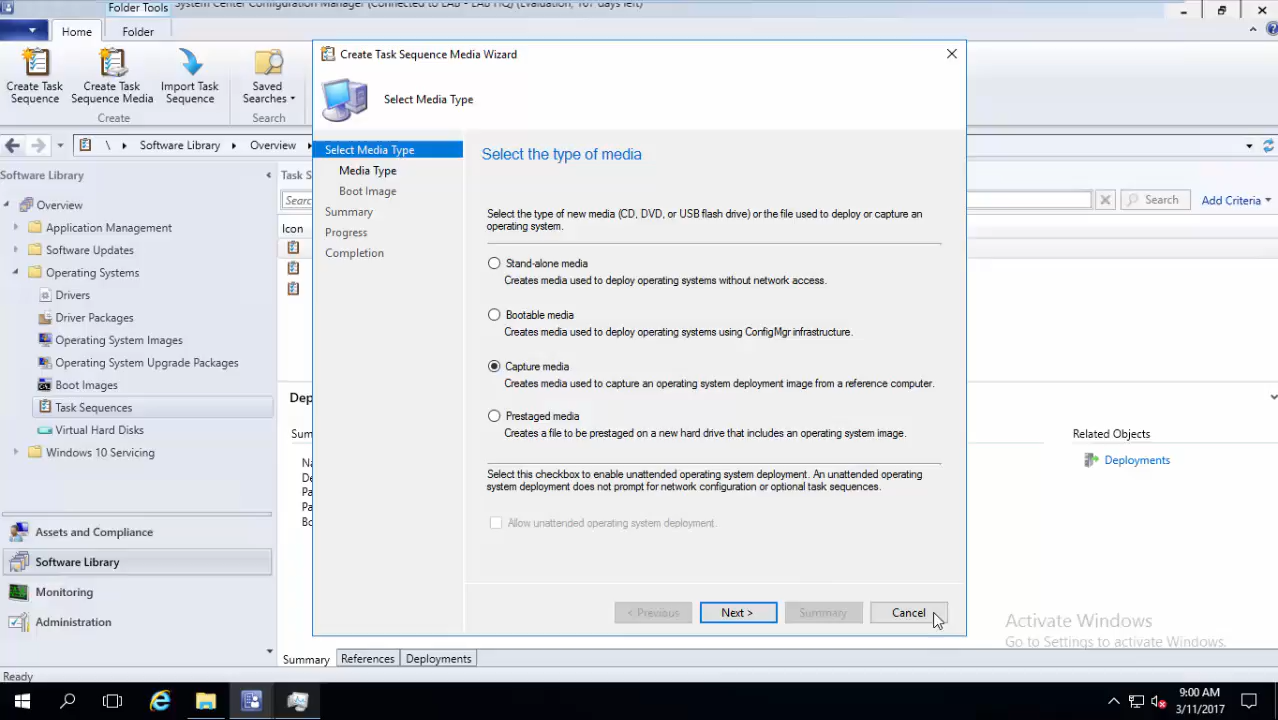 Folder Tools
System Center Configuration Manager (Connected to LAB - LAB HQ) (Evaluation, 167 days left)
Home
Folder
Create Task
Sequence
Create Task
Sequence Media
Import Task
Sequence
Create
Saved
Searches
Search
\ Software Library Overview
Software Library
Overview
Application Management
Software Updates
Operating Systems
Drivers
Driver Packages
Operating System Images
Operating System Upgrade Packages
Boot Images
Task Sequences
Virtual Hard Disks
Windows 10 Servicing
Assets and Compliance
Software Library
Monitoring
Administration
Ready
Task S
Search
Add Criteria
Icon
Summary References Deployments
Related Objects
Deployments
Create Task Sequence Media Wizard
Select Media Type
Select Media Type
Media Type
Boot Image
Summary
Progress
Completion
Select the type of media
Select the type of new media (CD, DVD, or USB flash drive) or the file used to deploy or capture an
operating system.
Stand-alone media
Creates media used to deploy operating systems without network access.
Bootable media
Creates media used to deploy operating systems using ConfigMgr infrastructure.
Capture media
Creates media used to capture an operating system deployment image from a reference computer.
Prestaged media
Creates a file to be prestaged on a new hard drive that includes an operating system image.
Select this checkbox to enable unattended operating system deployment. An unattended operating
system deployment does not prompt for network configuration or optional task sequences.
Allow unattended operating system deployment.
< Previous
Next >
Summary
Cancel
Activate Windows
Go to Settings to activate Windows.
9:00 AM
3/11/2017